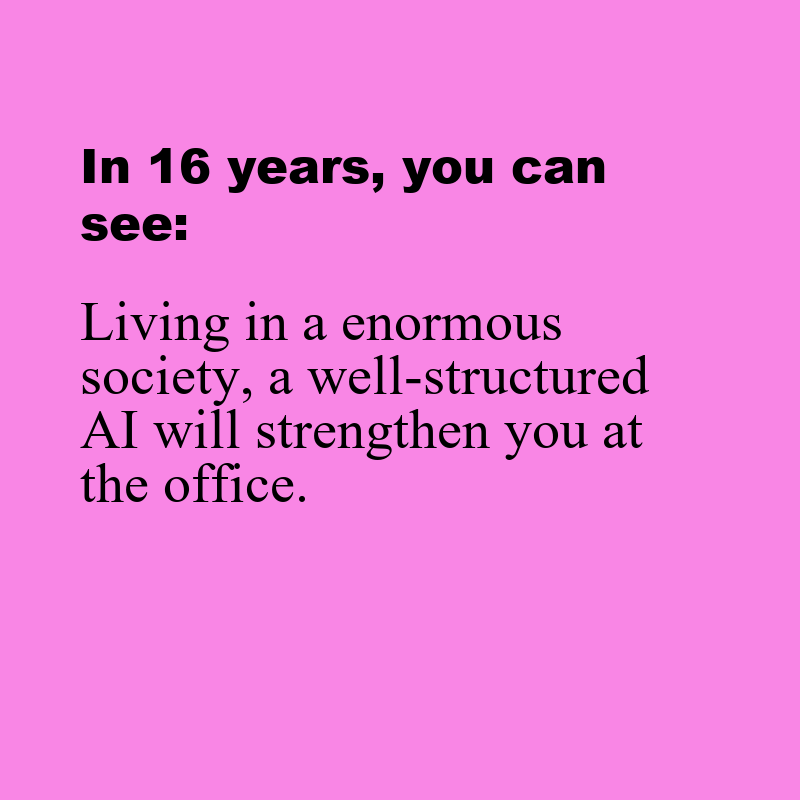 In 16 years, you can
see:
Living in a enormous
society, a well-structured
AI will strengthen you at
the office.